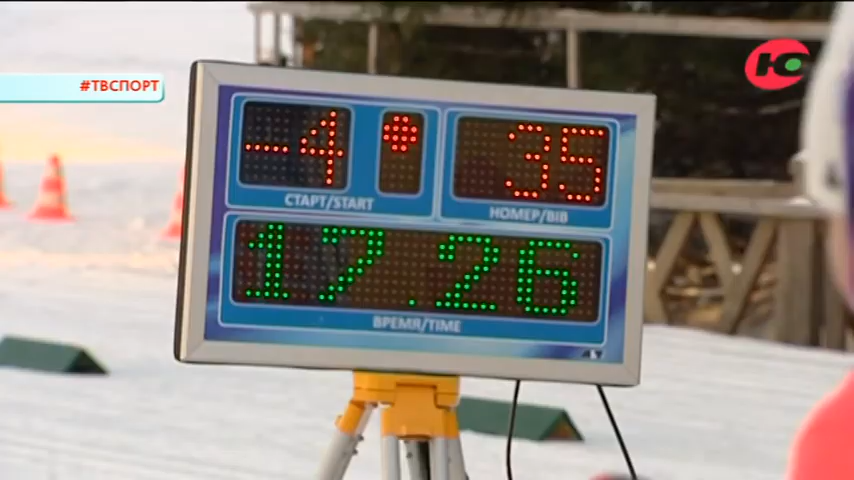 #ТВСПОРТ
Ю
-4 35
СТАРТ/START НОМЕР/BIB
17.26
ВРЕМЯ/TIME